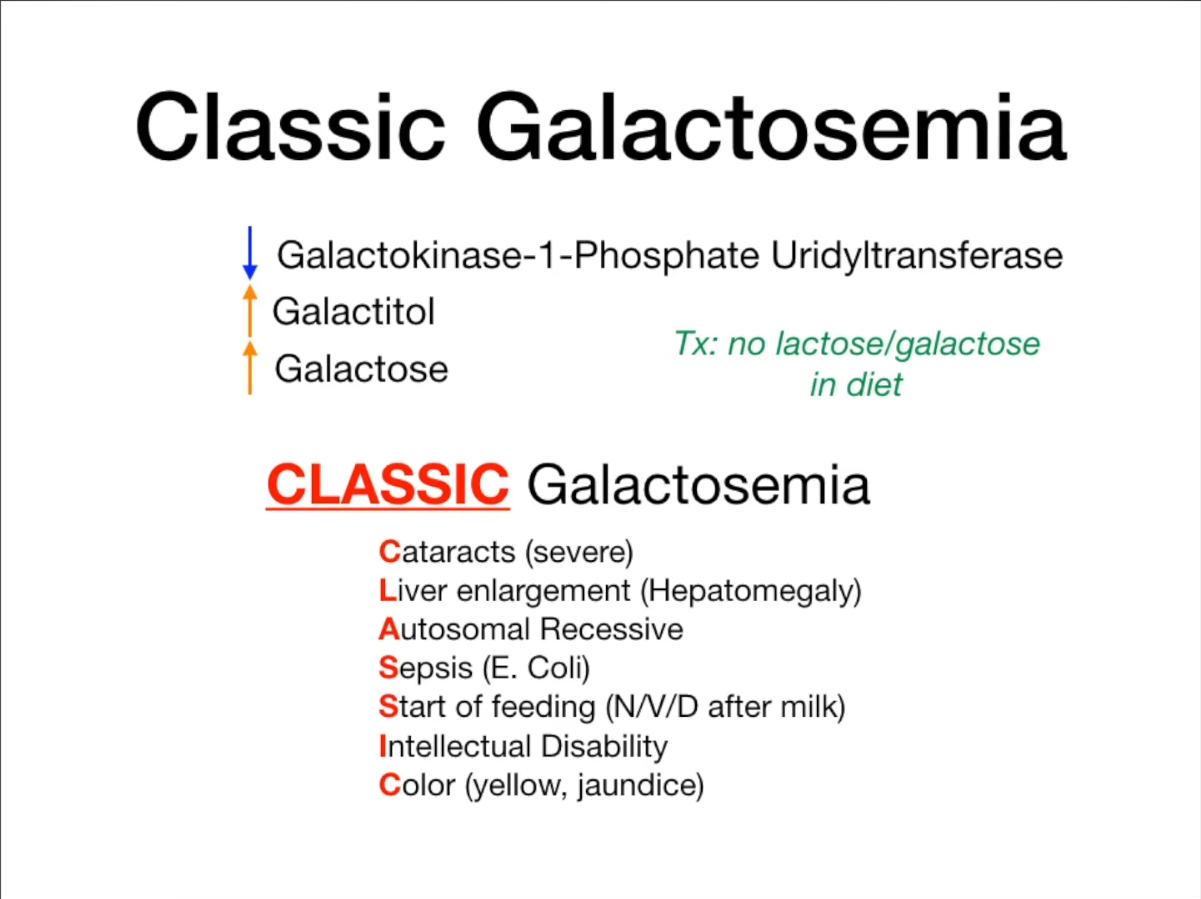 Classic Galactosemia
Galactokinase-1-Phosphate Uridyltransferase
Galactitol
Galactose
Tx: no lactose/galactose
in diet
CLASSIC Galactosemia
Cataracts (severe)
Liver enlargement (Hepatomegaly)
Autosomal Recessive
Sepsis (E. Coli)
Start of feeding (N/V/D after milk)
Intellectual Disability
Color (yellow, jaundice)